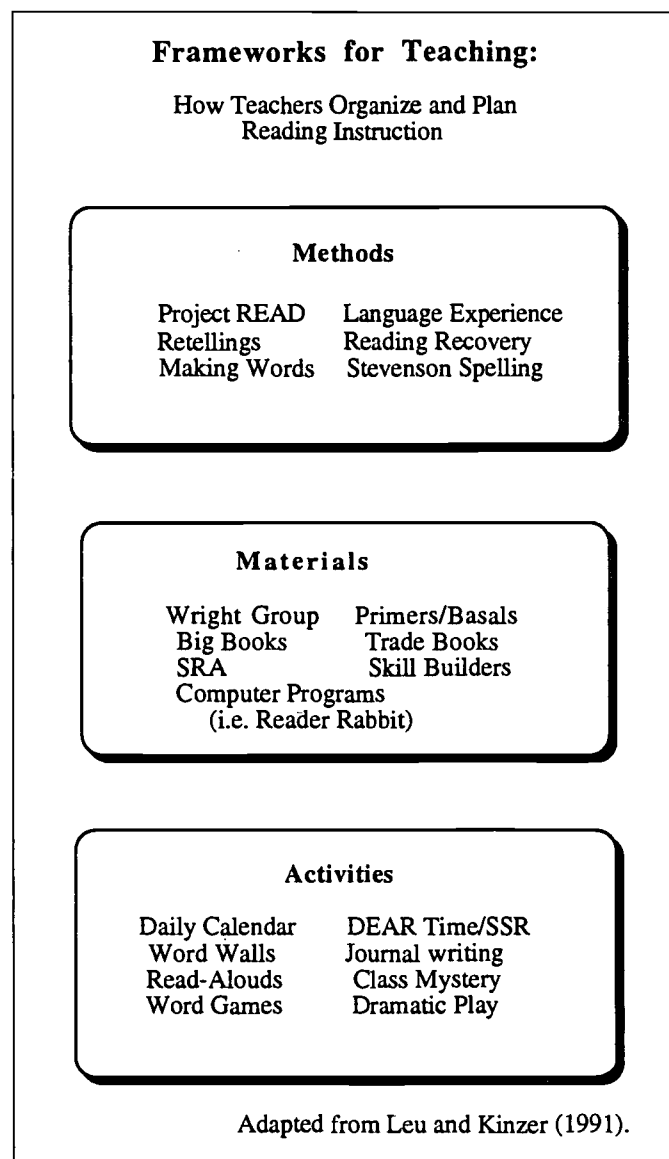 Frameworks for Teaching:
How Teachers Organize and Plan
Reading Instruction
Methods
Project READ Language Experience
Retellings Reading Recovery
Making Words Stevenson Spelling
Materials
Wright Group Primers/Basals
Big Books Trade Books
SRA Skill Builders
Computer Programs
(i.e. Reader Rabbit)
Activities
Daily Calendar DEAR Time/SSR
Word Walls Journal writing
Read-Alouds Class Mystery
Word Games Dramatic Play
Adapted from Leu and Kinzer (1991).